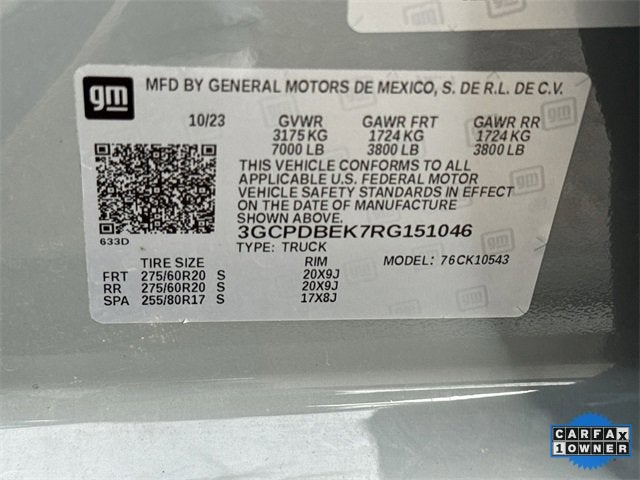 gm
MFD BY GENERAL MOTORS DE MEXICO, S. DE R.L. DE C.V.
10/23 GVWR GAWR FRT GAWR RR
3175 KG 1724 KG 1724 KG
7000 LB 3800 LB 3800 LB
THIS VEHICLE CONFORMS TO ALL
APPLICABLE U.S. FEDERAL MOTOR
VEHICLE SAFETY STANDARDS IN EFFECT
ON THE DATE OF MANUFACTURE
SHOWN ABOVE.
633D
3GCPDBEK7RG151046
TYPE: TRUCK
TIRE SIZE RIM MODEL: 76CK10543
FRT 275/60R20 S 20X9J
RR 275/60R20 S 20X9J
SPA 255/80R17 S 17X8J
CARFAX
1 OWNER